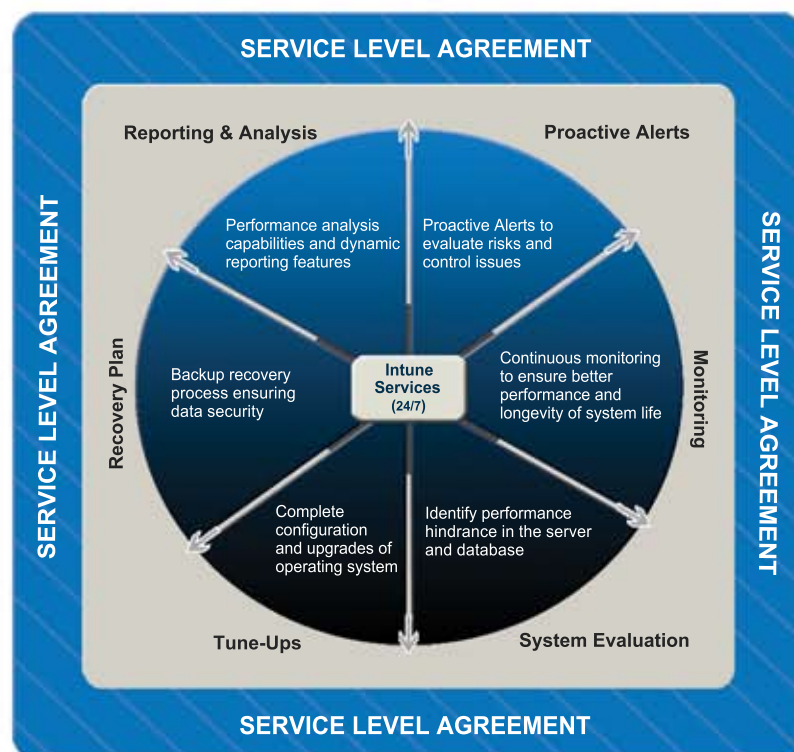 SERVICE LEVEL AGREEMENT
Reporting & Analysis
Proactive Alerts
Performance analysis
capabilities and dynamic
reporting features
Proactive Alerts to
evaluate risks and
control issues
SERVICE LEVEL AGREEMENT
Recovery Plan
Backup recovery
process ensuring
data security
Intune
Services
(24/7)
Continuous monitoring
to ensure better
performance and
longevity of system life
Monitoring
SERVICE LEVEL AGREEMENT
Complete
configuration
and upgrades of
operating system
Identify performance
hindrance in the server
and database
Tune-Ups
System Evaluation
SERVICE LEVEL AGREEMENT